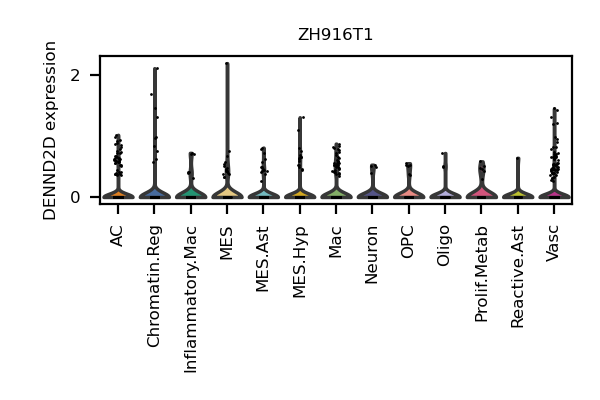 ZH916T1
DENND2D expression
2
0
AC
Chromatin.Reg
Inflammatory.Mac
MES
MES.Ast
MES.Hyp
Mac
Neuron
OPC
Oligo
Prolif.Metab
Reactive.Ast
Vasc